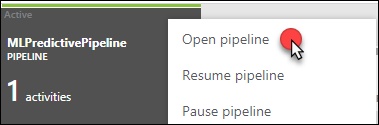 Active
MLPredictivePipeline
PIPELINE
1 activities
Open pipeline
Resume pipeline
Pause pipeline